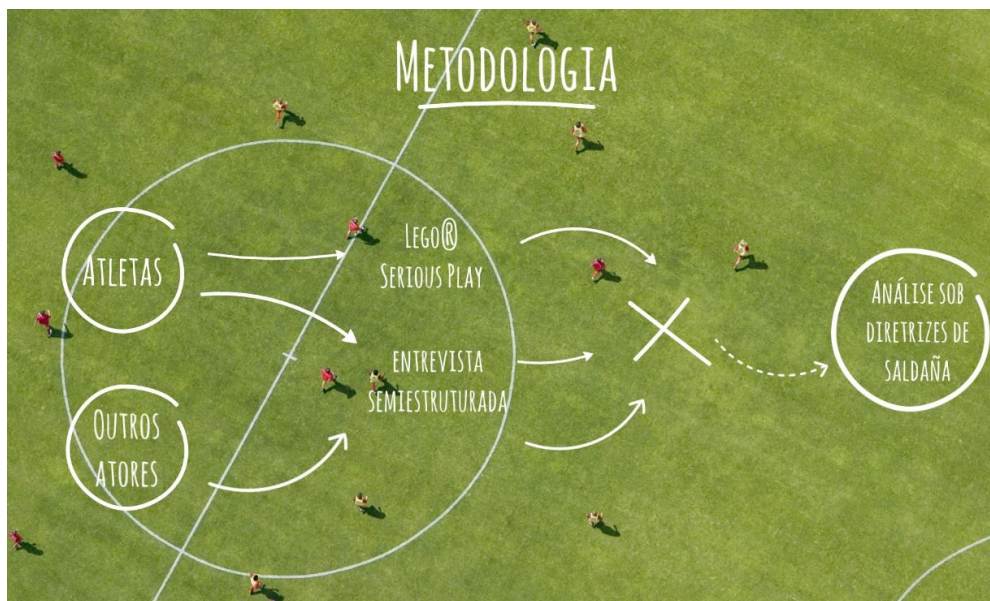 METODOLOGIA
ATLETAS
LEGO®
SERIOUS PLAY
ENTREVISTA
SEMIESTRUTURADA
OUTROS
ATORES
ANÁLISE SOB
DIRETRIZES DE
SALDAÑA